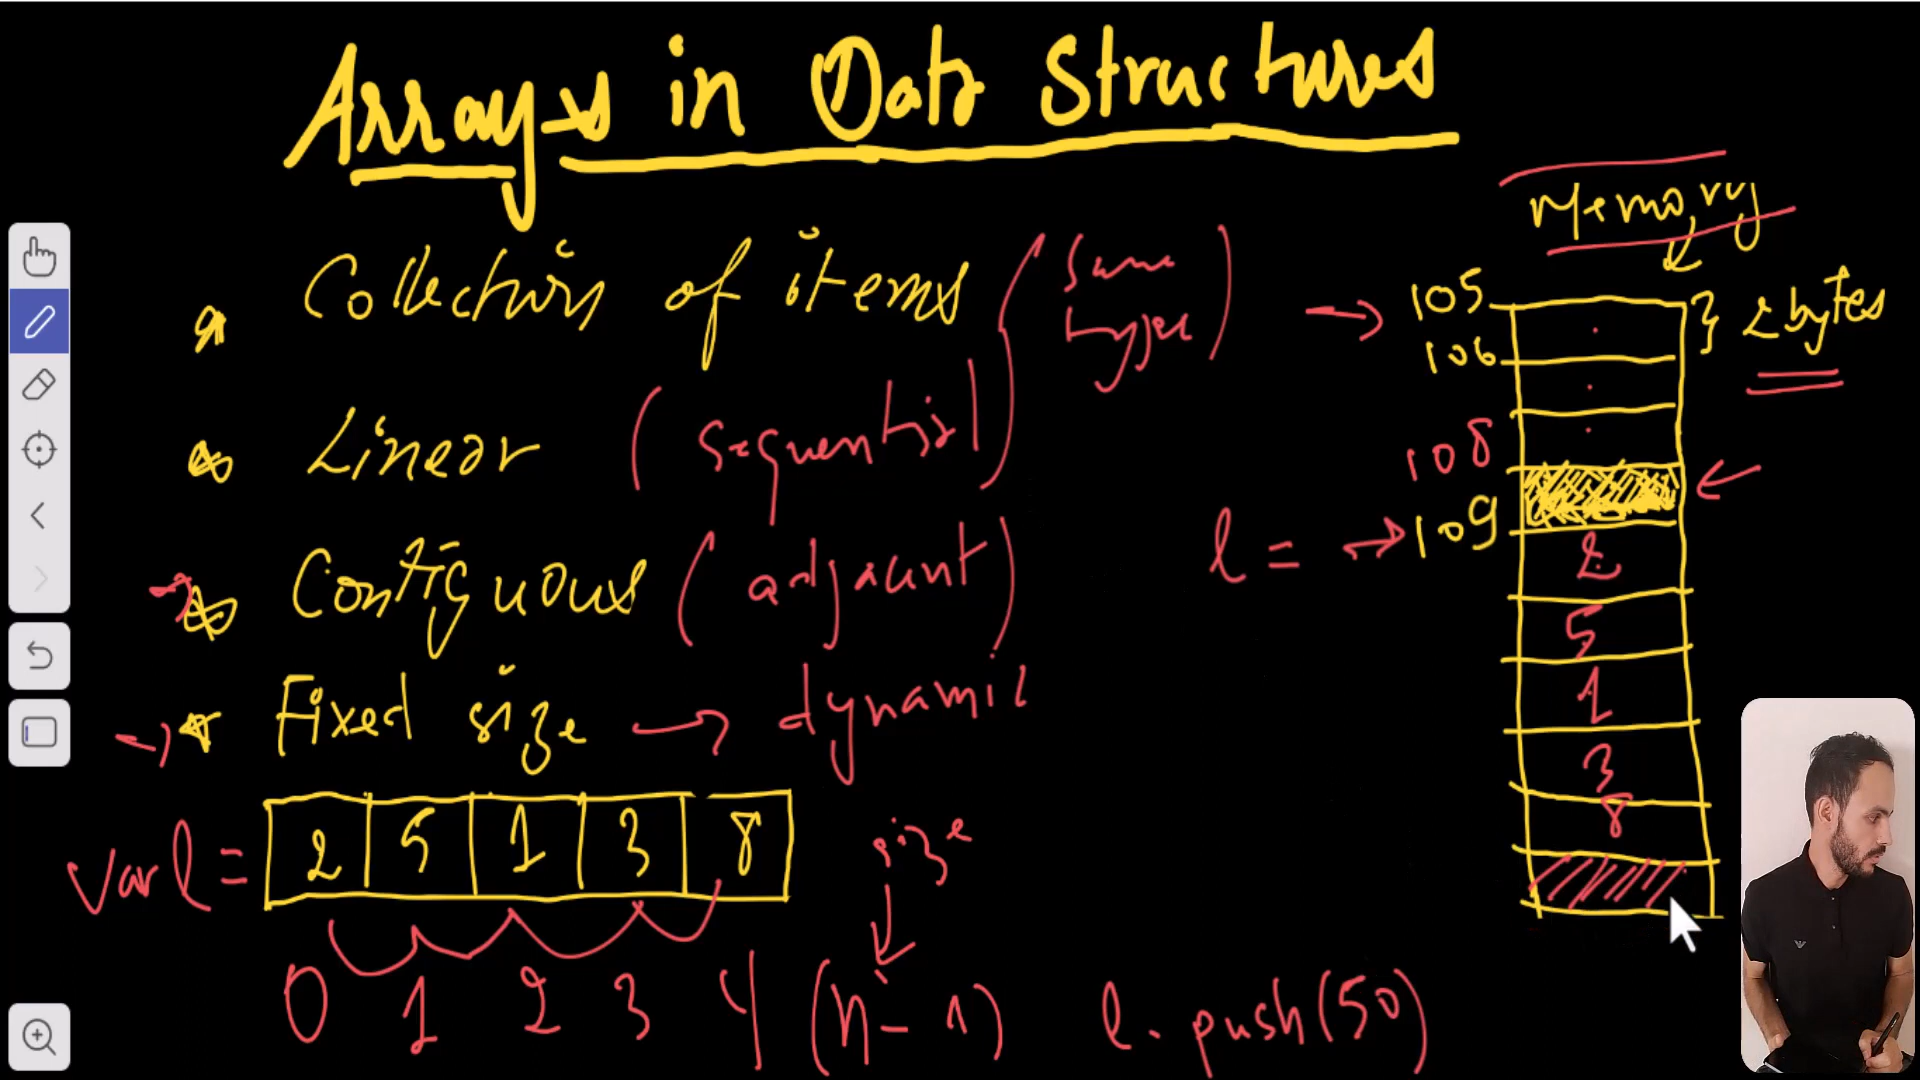 Arrays in Data Structures
Memory
Collection of items (same type)
105
2 bytes
106
Linear (sequential)
108
l = → 109
Contiguous (adjacent)
Fixed size → dynamic
2
5
1
3
8
var l = 2 5 1 3 8
size
0 1 2 3 4 (n-1)
l.push(50)